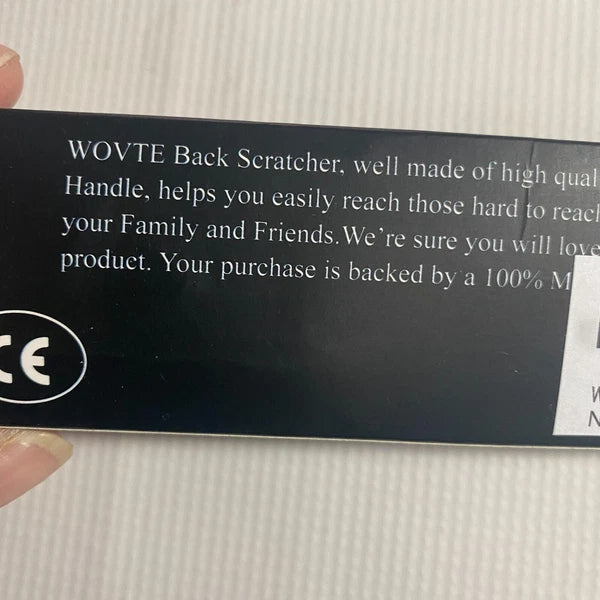 WOVTE Back Scratcher, well made of high qual
Handle, helps you easily reach those hard to reach
your Family and Friends.We're sure you will love
product. Your purchase is backed by a 100% M
CE
W
N